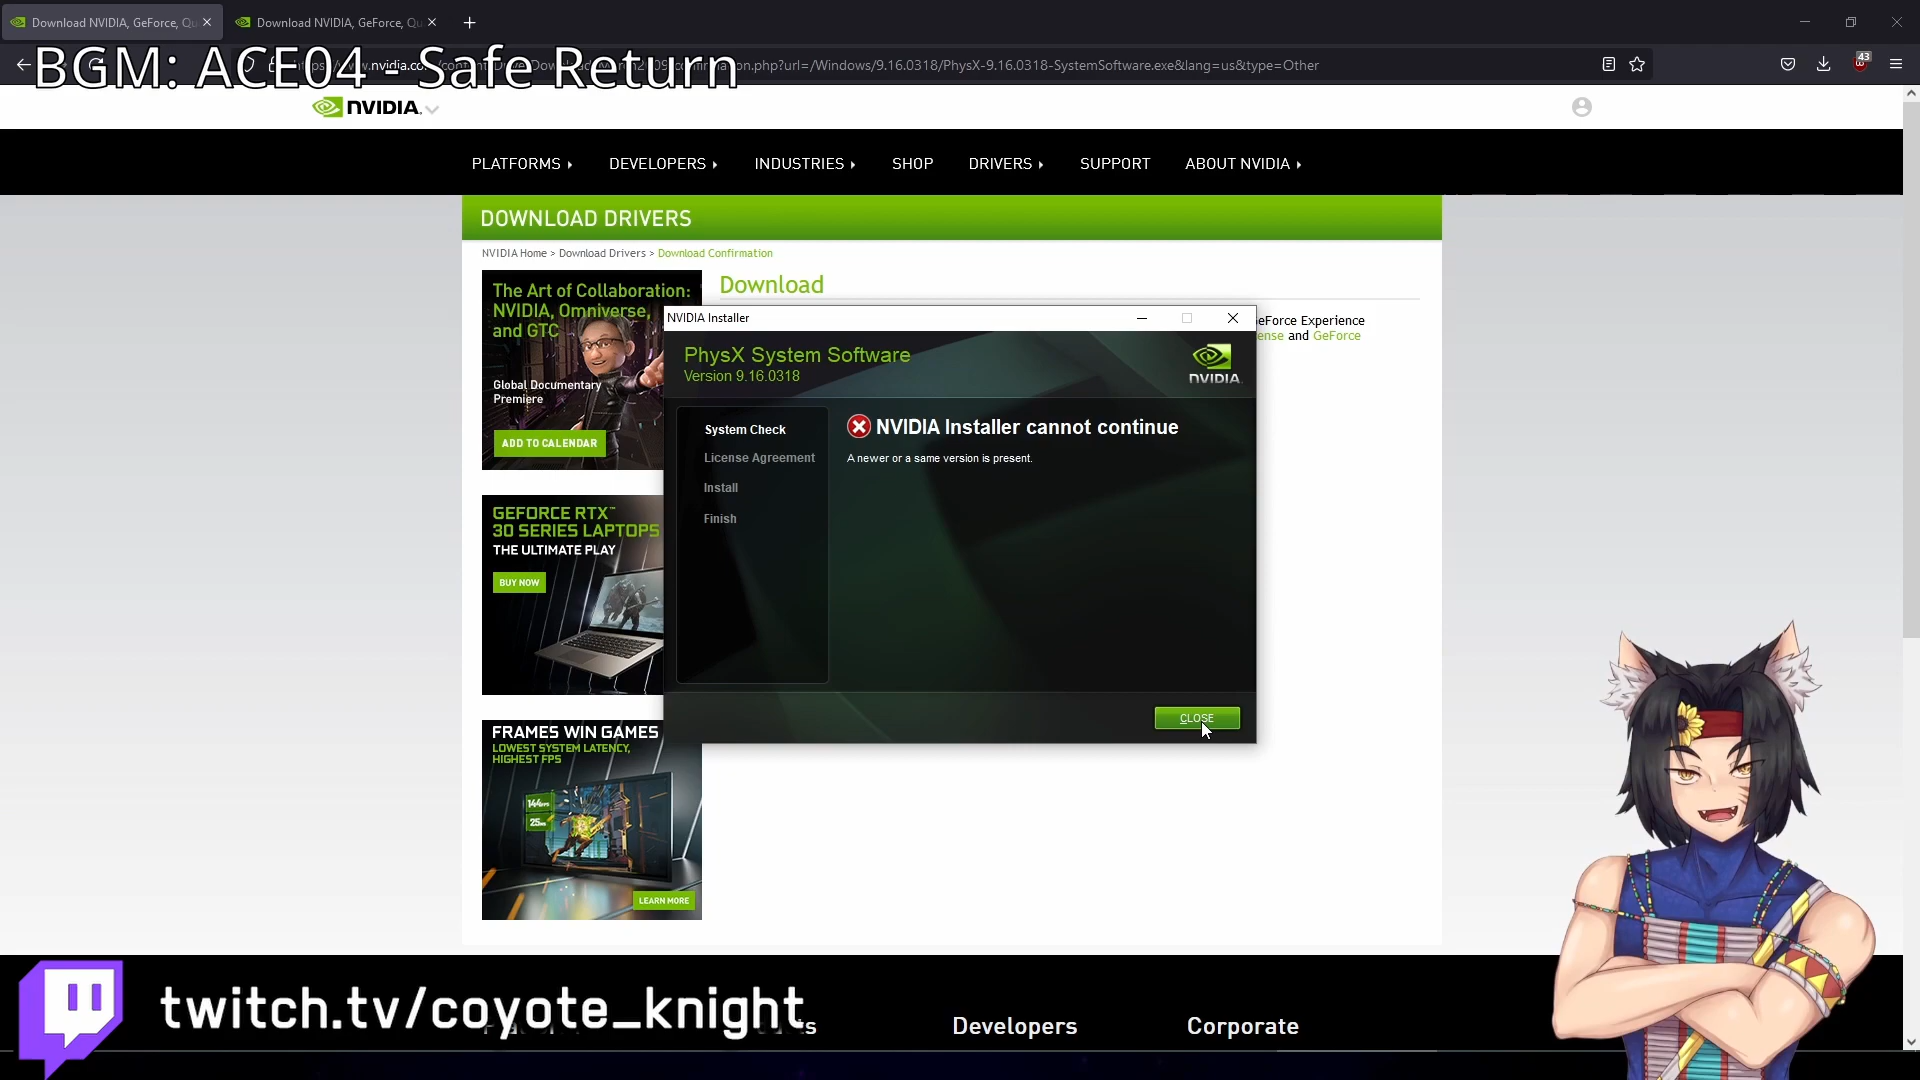 Download NVIDIA, GeForce, Qu
Download NVIDIA, GeForce, Qu
BGM: ACE04 - Safe Return
php?url=/Windows/9.16.0318/PhysX-9.16.0318-SystemSoftware.exe&lang=us&type=Other
43
NVIDIA.
PLATFORMS
DEVELOPERS
INDUSTRIES
SHOP
DRIVERS
SUPPORT
ABOUT NVIDIA
DOWNLOAD DRIVERS
NVIDIA Home > Download Drivers > Download Confirmation
Download
The Art of Collaboration:
NVIDIA, Omniverse,
and GTC
Global Documentary
Premiere
ADD TO CALENDAR
eForce Experience
ense and GeForce
NVIDIA Installer
PhysX System Software
Version 9.16.0318
NVIDIA.
System Check
License Agreement
Install
Finish
NVIDIA Installer cannot continue
A newer or a same version is present.
CLOSE
GEFORCE RTX™
30 SERIES LAPTOPS
THE ULTIMATE PLAY
BUY NOW
FRAMES WIN GAMES
LOWEST SYSTEM LATENCY,
HIGHEST FPS
144Hz
25ms
LEARN MORE
twitch.tv/coyote_knight
Developers
Corporate